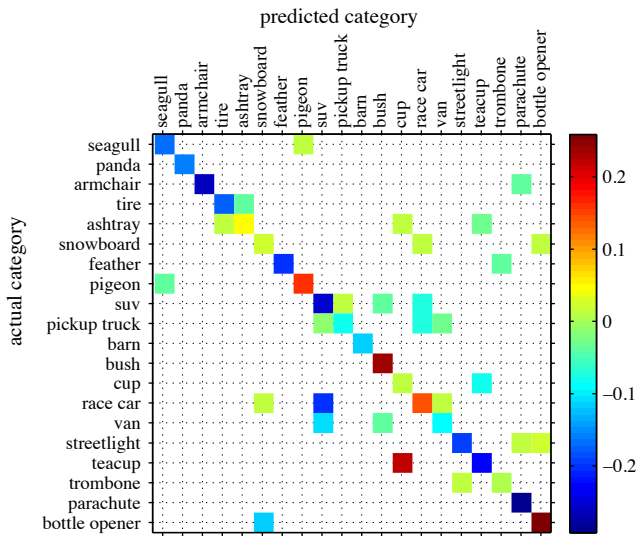 predicted category
seagull
panda
armchair
tire
ashtray
snowboard
feather
pigeon
suv
pickup truck
barn
bush
cup
race car
van
streetlight
teacup
trombone
parachute
bottle opener
actual category
seagull
panda
armchair
tire
ashtray
snowboard
feather
pigeon
suv
pickup truck
barn
bush
cup
race car
van
streetlight
teacup
trombone
parachute
bottle opener
0.2
0.1
0
−0.1
−0.2